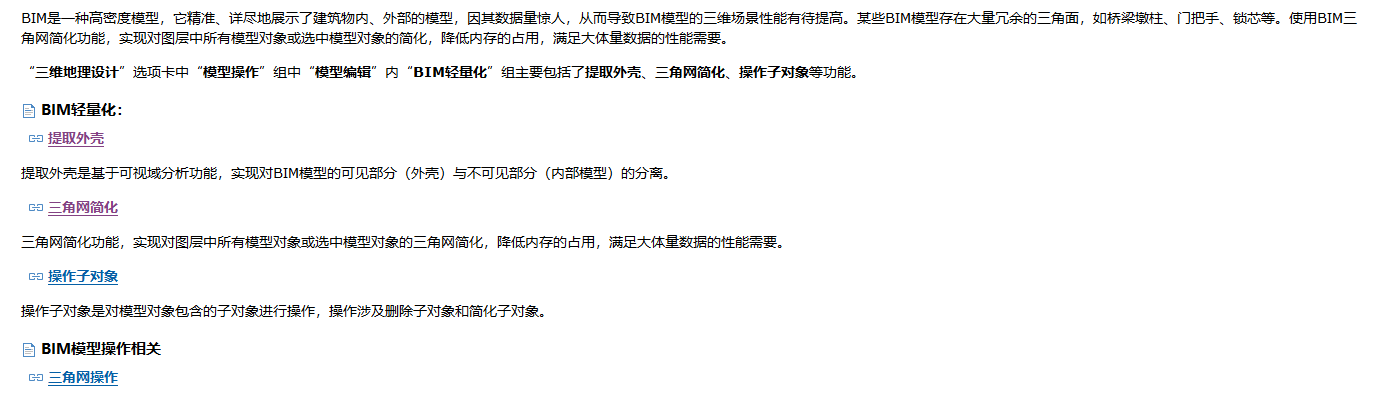 BIM是一种高密度模型，它精准、详尽地展示了建筑物内、外部的模型，因其数据量惊人，从而导致BIM模型的三维场景性能有待提高。某些BIM模型存在大量冗余的三角面，如桥梁墩柱、门把手、锁芯等。使用BIM三
角网简化功能，实现对图层中所有模型对象或选中模型对象的简化，降低内存的占用，满足大体量数据的性能需要。
“三维地理设计”选项卡中“模型操作”组中“模型编辑”内“BIM轻量化”组主要包括了提取外壳、三角网简化、操作子对象等功能。
BIM轻量化：
提取外壳
提取外壳是基于可视域分析功能，实现对BIM模型的可见部分（外壳）与不可见部分（内部模型）的分离。
三角网简化
三角网简化功能，实现对图层中所有模型对象或选中模型对象的三角网简化，降低内存的占用，满足大体量数据的性能需要。
操作子对象
操作子对象是对模型对象包含的子对象进行操作，操作涉及删除子对象和简化子对象。
BIM模型操作相关
三角网操作